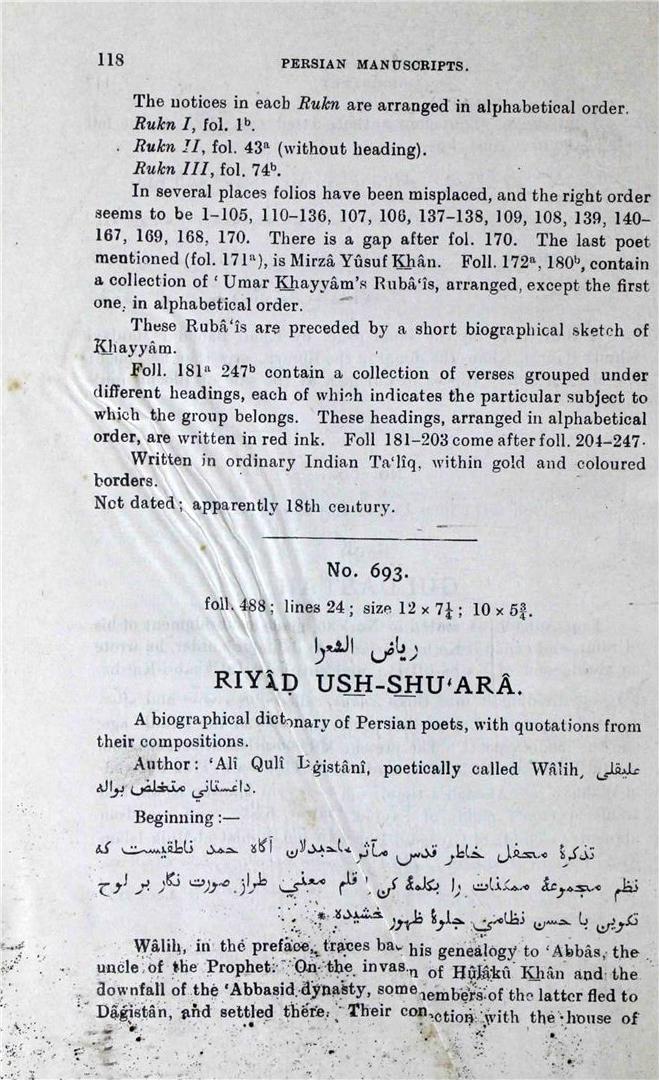 118
PERSIAN MANUSCRIPTS.
The notices in each Rukn are arranged in alphabetical order.
Rukn I, fol. 1ᵇ.
Rukn II, fol. 43ᵃ (without heading).
Rukn III, fol. 74ᵇ.
In several places folios have been misplaced, and the right order
seems to be 1–105, 110–136, 107, 106, 137–138, 109, 108, 139, 140–
167, 169, 168, 170. There is a gap after fol. 170. The last poet
mentioned (fol. 171ᵃ), is Mirzâ Yûsuf Khân. Foll. 172ᵃ, 180ᵇ, contain
a collection of ‘Umar Khayyâm’s Rubâ‘îs, arranged, except the first
one, in alphabetical order.
These Rubâ‘îs are preceded by a short biographical sketch of
Khayyâm.
Foll. 181ᵃ 247ᵇ contain a collection of verses grouped under
different headings, each of which indicates the particular subject to
which the group belongs. These headings, arranged in alphabetical
order, are written in red ink. Foll 181–203 come after foll. 204–247.
Written in ordinary Indian Ta‘lîq, within gold and coloured
borders.
Not dated; apparently 18th century.
No. 693.
foll. 488; lines 24; size 12 × 7¼; 10 × 5¾.
رياض الشعرا
RIYÂḌ USH-SHU‘ARÂ.
A biographical dictonary of Persian poets, with quotations from
their compositions.
Author: ‘Alî Qulî ġistânî, poetically called Wâlih, عليقلي
داغستاني متخلص بواله.
Beginning:—
تذكرهٔ محفل خاطر قدس مآثر صاحبدلان آگاه حمد ناطقيست كه
نظم مجموعهٔ ممكنات را بكلمهٔ كن و قلم معني طراز صورت نگار بر لوح
تكوين با حسن نظامي جلوهٔ ظهور بخشيده *
Wâlih, in the preface, traces ba his genealogy to ‘Abbâs, the
uncle of the Prophet. On the invas n of Hûlâkû Khân and the
downfall of the ‘Abbasid dynasty, some embers of the latter fled to
Dâġistân, and settled there. Their con ction with the house of